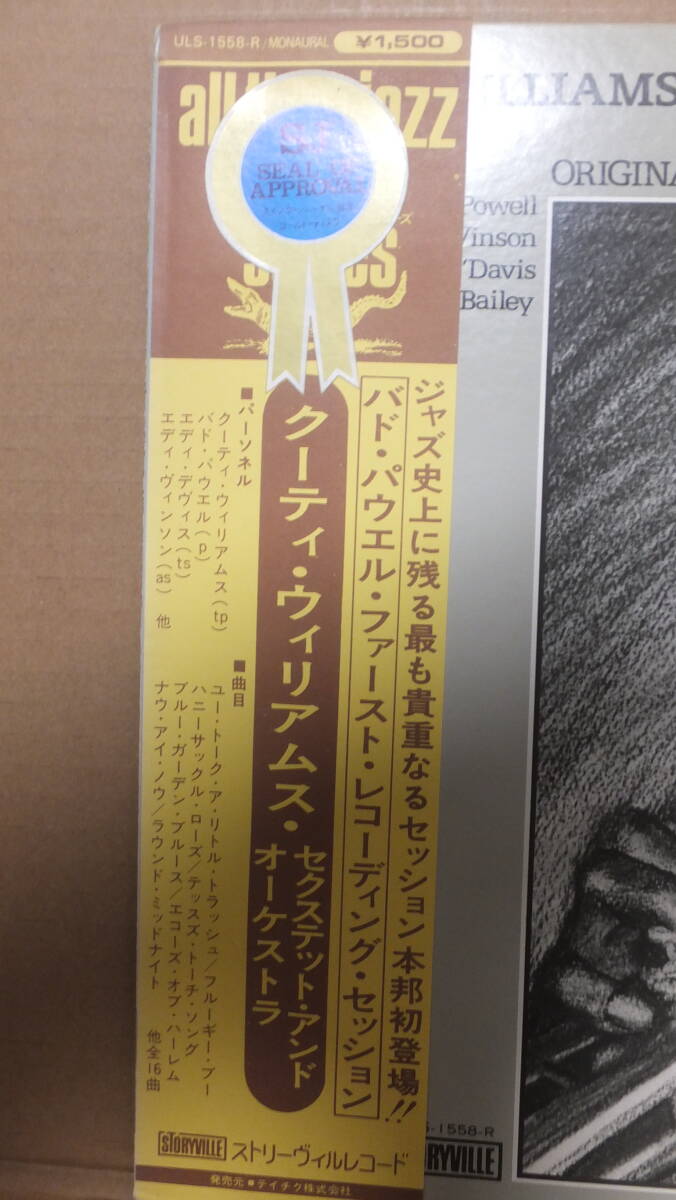 ULS-1558-R/MONAURAL
¥1,500
all jazz
SEAL OF
APPROVAL
ジャズ史上に残る最も貴重なるセッション本邦初登場!!
バド・パウエル・ファースト・レコーディング・セッション
クーティ・ウィリアムス・セクステット・アンド
オーケストラ
■パーソネル
クーティ・ウィリアムス(tp)
バド・パウエル(p)
エディ・デヴィス(ts)
エディ・ヴィンソン(as) 他
■曲目
ユー・トーク・ア・リトル・トラッシュ/フルーギー・ブー
ハニーサックル・ローズ/テッスズ・トーチ・ソング
ブルー・ガーデン・ブルース/エコーズ・オブ・ハーレム
ナウ・アイ・ノウ/ラウンド・ミッドナイト 他全16曲
STORYVILLE ストリーヴィルレコード
発売元■テイチク株式会社
LLIAMS
ORIGINA
Powell
Vinson
'Davis
Bailey
S-1558-R
RYVILLE